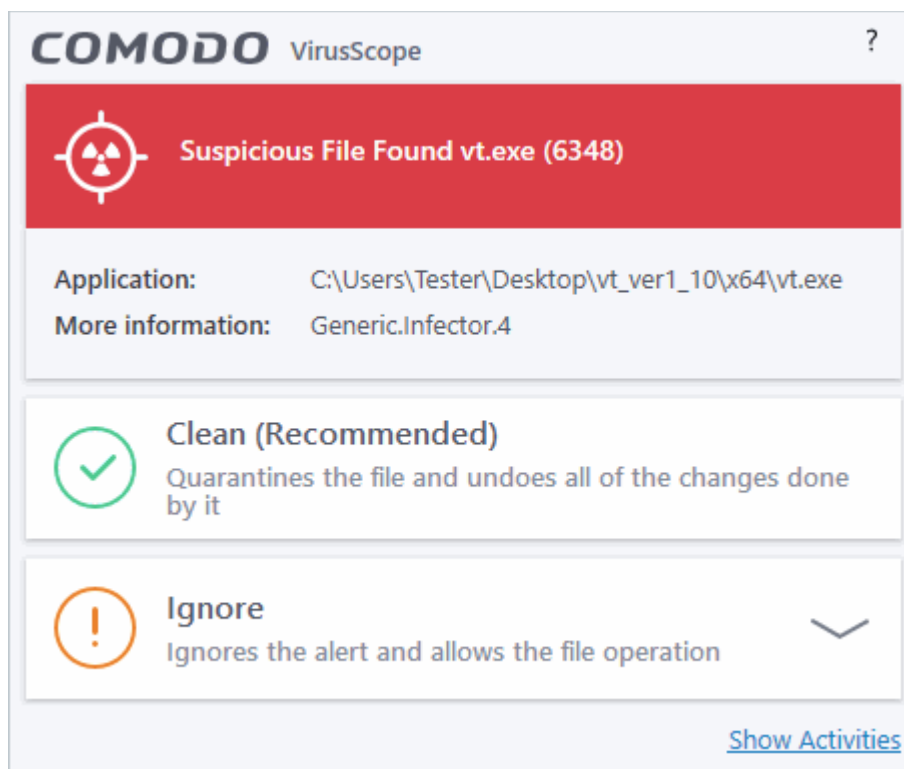 COMODO VirusScope ?
Suspicious File Found vt.exe (6348)
Application: C:\Users\Tester\Desktop\vt_ver1_10\x64\vt.exe
More information: Generic.Infector.4
Clean (Recommended)
Quarantines the file and undoes all of the changes done
by it
Ignore
Ignores the alert and allows the file operation
Show Activities